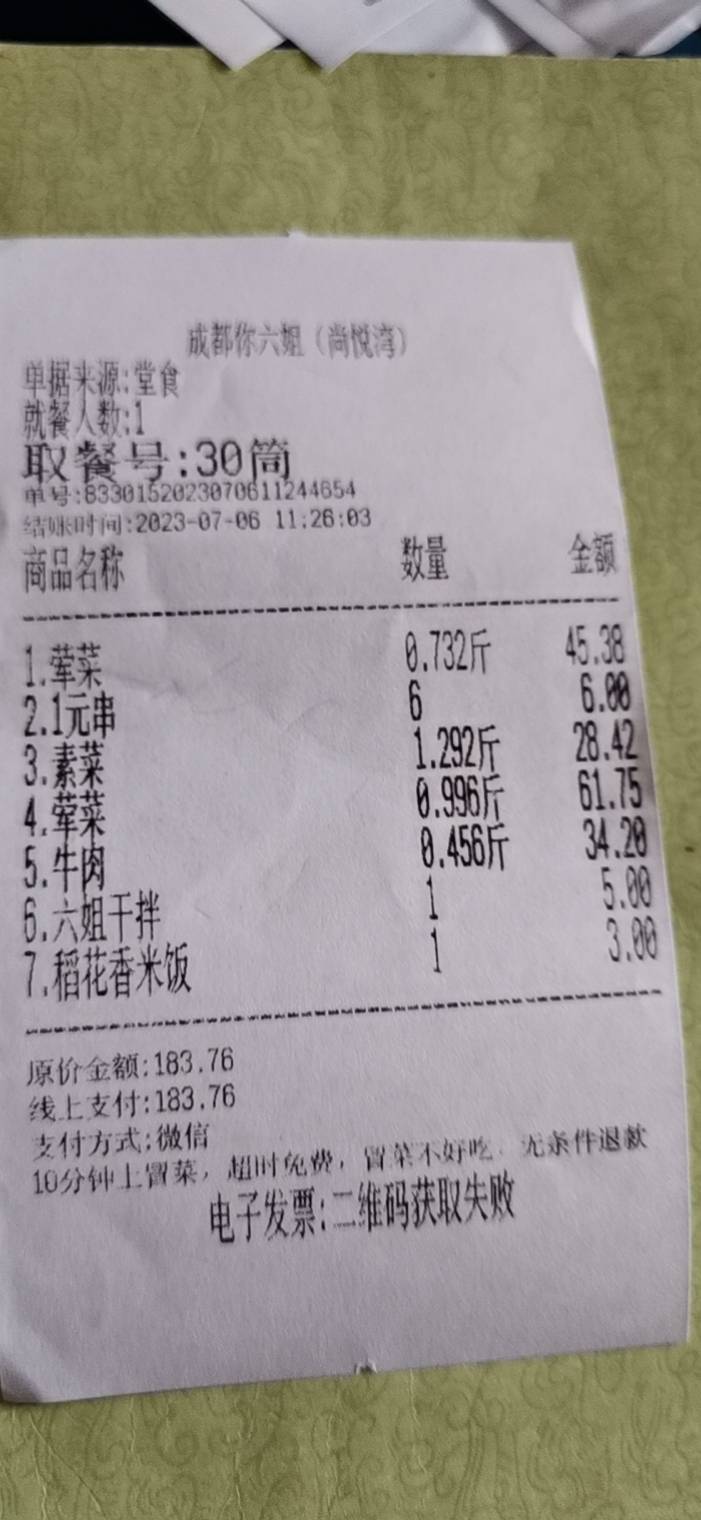 成都你六姐（尚悦湾）
单据来源:堂食
就餐人数:1
取餐号:30筒
单号:83301520230706112446​54
结账时间:2023-07-06 11:26:03
商品名称 数量 金额
1.荤菜 0.732斤 45.38
2.1元串 6 6.00
3.素菜 1.292斤 28.42
4.荤菜 0.996斤 61.75
5.牛肉 0.456斤 34.20
6.六姐干拌 1 5.00
7.稻花香米饭 1 3.00
原价金额:183.76
线上支付:183.76
支付方式:微信
10分钟上冒菜，超时免费，冒菜不好吃，无条件退款
电子发票:二维码获取失败